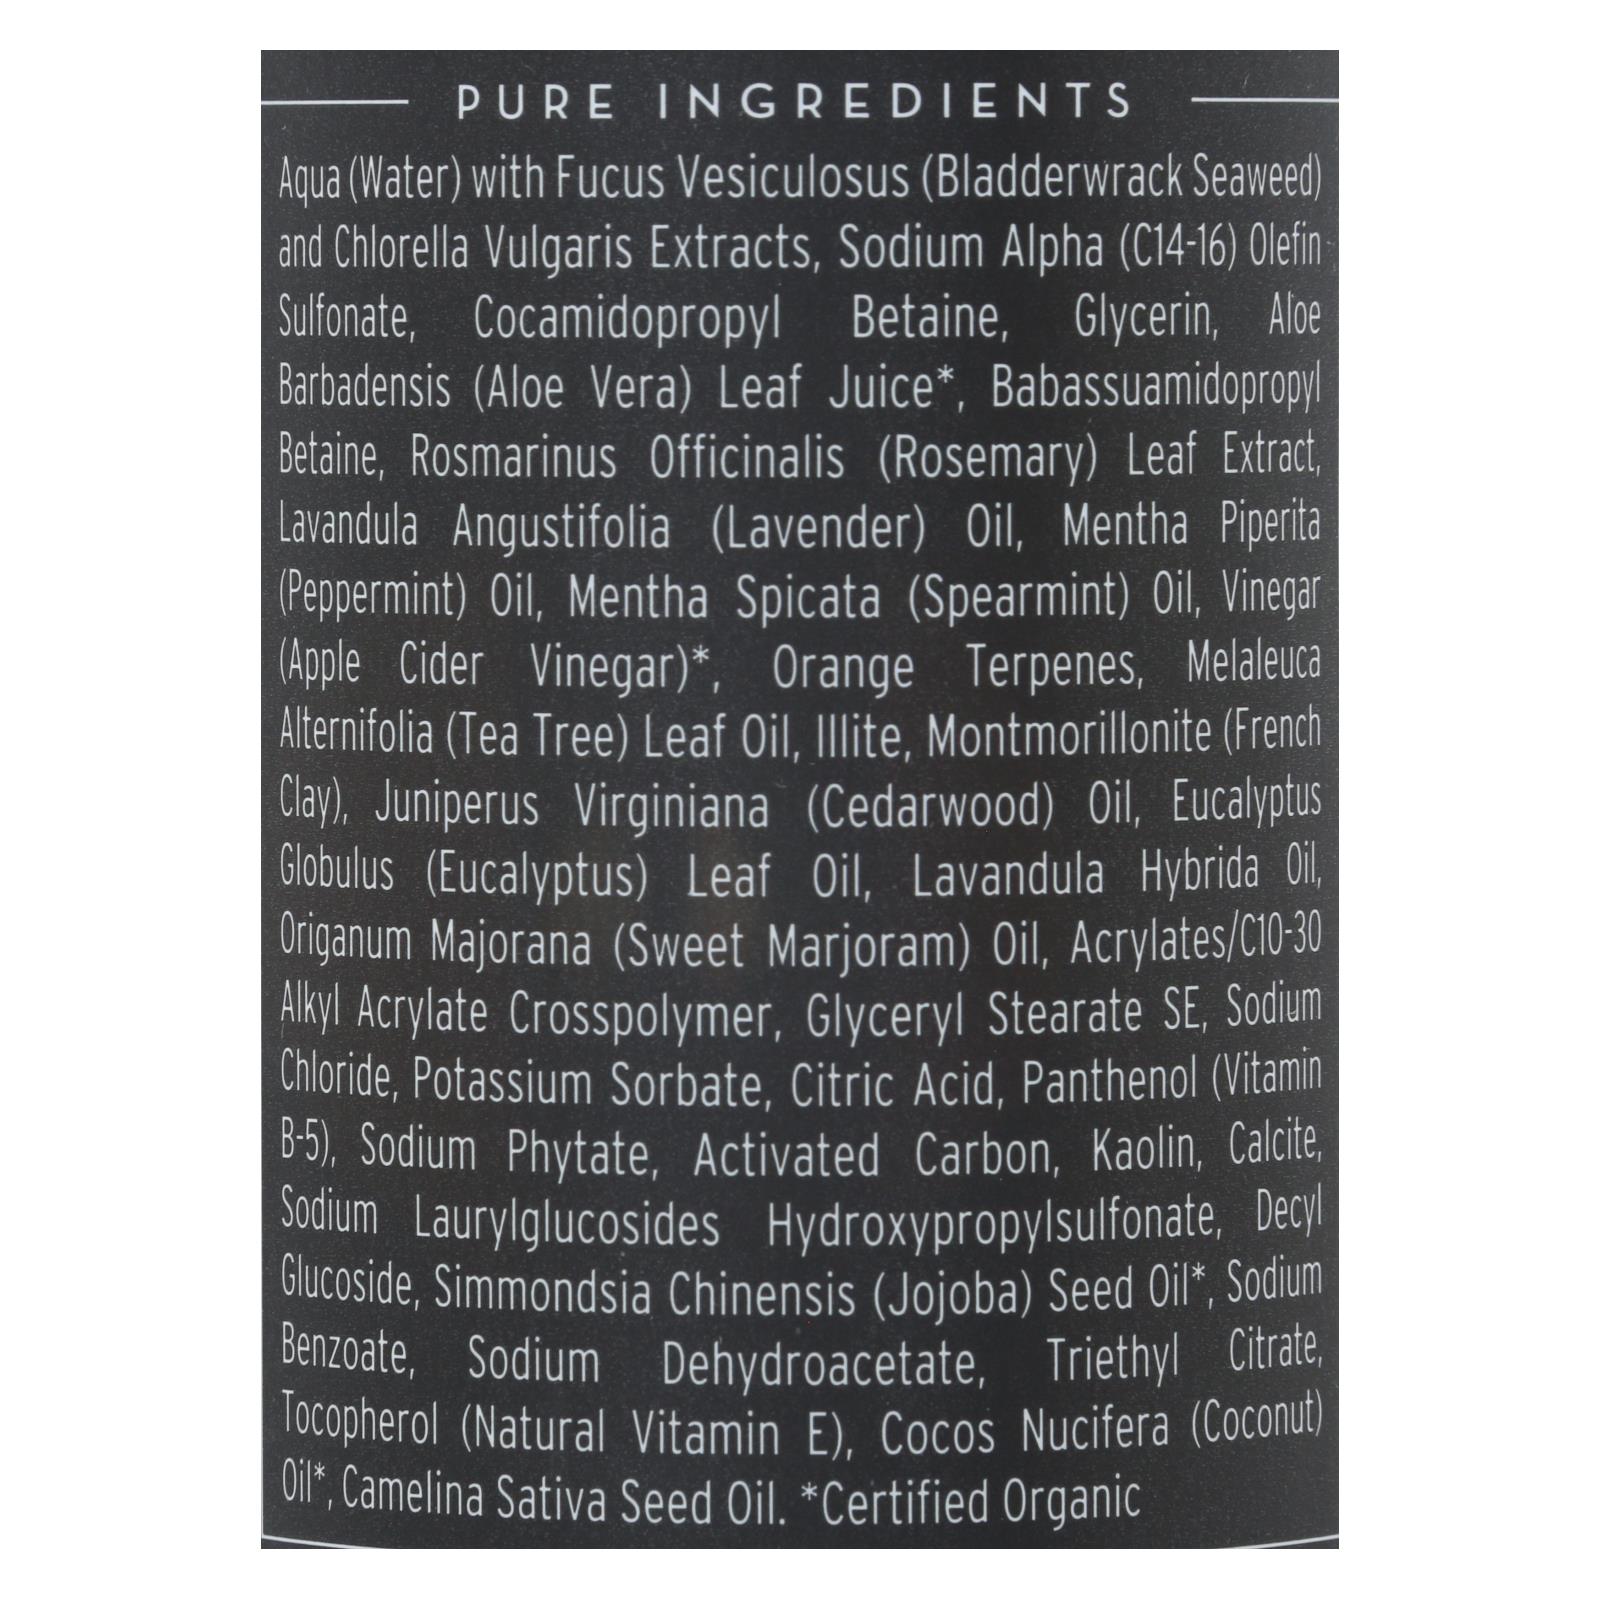 PURE INGREDIENTS
Aqua (Water) with Fucus Vesiculosus (Bladderwrack Seaweed)
and Chlorella Vulgaris Extracts, Sodium Alpha (C14-16) Olefin
Sulfonate, Cocamidopropyl Betaine, Glycerin, Aloe
Barbadensis (Aloe Vera) Leaf Juice*, Babassuamidopropyl
Betaine, Rosmarinus Officinalis (Rosemary) Leaf Extract,
Lavandula Angustifolia (Lavender) Oil, Mentha Piperita
(Peppermint) Oil, Mentha Spicata (Spearmint) Oil, Vinegar
(Apple Cider Vinegar)*, Orange Terpenes, Melaleuca
Alternifolia (Tea Tree) Leaf Oil, Illite, Montmorillonite (French
Clay), Juniperus Virginiana (Cedarwood) Oil, Eucalyptus
Globulus (Eucalyptus) Leaf Oil, Lavandula Hybrida Oil,
Origanum Majorana (Sweet Marjoram) Oil, Acrylates/C10-30
Alkyl Acrylate Crosspolymer, Glyceryl Stearate SE, Sodium
Chloride, Potassium Sorbate, Citric Acid, Panthenol (Vitamin
B-5), Sodium Phytate, Activated Carbon, Kaolin, Calcite,
Sodium Laurylglucosides Hydroxypropylsulfonate, Decyl
Glucoside, Simmondsia Chinensis (Jojoba) Seed Oil*, Sodium
Benzoate, Sodium Dehydroacetate, Triethyl Citrate,
Tocopherol (Natural Vitamin E), Cocos Nucifera (Coconut)
Oil*, Camelina Sativa Seed Oil. *Certified Organic